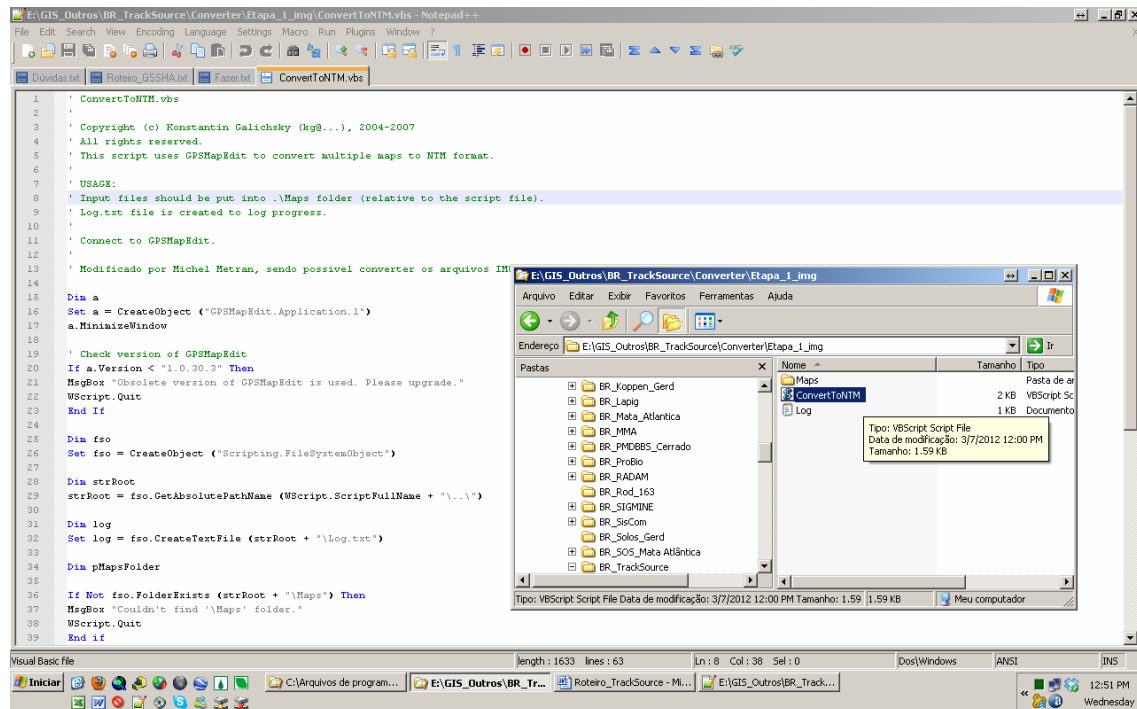 E:\GIS_Outros\BR_TrackSource\Converter\Etapa_1_img\ConvertToNTM.vbs - Notepad++
File Edit Search View Encoding Language Settings Macro Run Plugins Window ?
Dúvidas.txt Roteiro_GSSHA.txt Fazer.txt ConvertToNTM.vbs
1 ' ConvertToNTM.vbs
2 '
3 ' Copyright (c) Konstantin Galichsky (kg@...), 2004-2007
4 ' All rights reserved.
5 ' This script uses GPSMapEdit to convert multiple maps to NTM format.
6 '
7 ' USAGE:
8 ' Input files should be put into .\Maps folder (relative to the script file).
9 ' Log.txt file is created to log progress.
10 '
11 ' Connect to GPSMapEdit.
12 '
13 ' Modificado por Michel Metran, sendo possivel converter os arquivos IMG
14
15 Dim a
16 Set a = CreateObject ("GPSMapEdit.Application.1")
17 a.MinimizeWindow
18
19 ' Check version of GPSMapEdit
20 If a.Version < "1.0.30.3" Then
21 MsgBox "Obsolete version of GPSMapEdit is used. Please upgrade."
22 WScript.Quit
23 End If
24
25 Dim fso
26 Set fso = CreateObject ("Scripting.FileSystemObject")
27
28 Dim strRoot
29 strRoot = fso.GetAbsolutePathName (WScript.ScriptFullName + "\..\")
30
31 Dim log
32 Set log = fso.CreateTextFile (strRoot + "\Log.txt")
33
34 Dim pMapsFolder
35
36 If Not fso.FolderExists (strRoot + "\Maps") Then
37 MsgBox "Couldn't find '\Maps' folder."
38 WScript.Quit
39 End if
E:\GIS_Outros\BR_TrackSource\Converter\Etapa_1_img
Arquivo Editar Exibir Favoritos Ferramentas Ajuda
Endereço E:\GIS_Outros\BR_TrackSource\Converter\Etapa_1_img Ir
Pastas
BR_Koppen_Gerd
BR_Lapig
BR_Mata_Atlantica
BR_MMA
BR_PMDBBS_Cerrado
BR_ProBio
BR_RADAM
BR_Rod_163
BR_SIGMINE
BR_SisCom
BR_Solos_Gerd
BR_SOS_Mata Atlântica
BR_TrackSource
Nome Tamanho Tipo
Maps Pasta de ar
ConvertToNTM 2 KB VBScript Sc
Log 1 KB Documento
Tipo: VBScript Script File
Data de modificação: 3/7/2012 12:00 PM
Tamanho: 1.59 KB
Tipo: VBScript Script File Data de modificação: 3/7/2012 12:00 PM Tamanho: 1.59 1.59 KB Meu computador
Visual Basic file length : 1633 lines : 63 Ln : 8 Col : 38 Sel : 0 Dos\Windows ANSI INS
Iniciar C:\Arquivos de program... E:\GIS_Outros\BR_Tr... Roteiro_TrackSource - Mi... E:\GIS_Outros\BR_Track... 12:51 PM
Wednesday